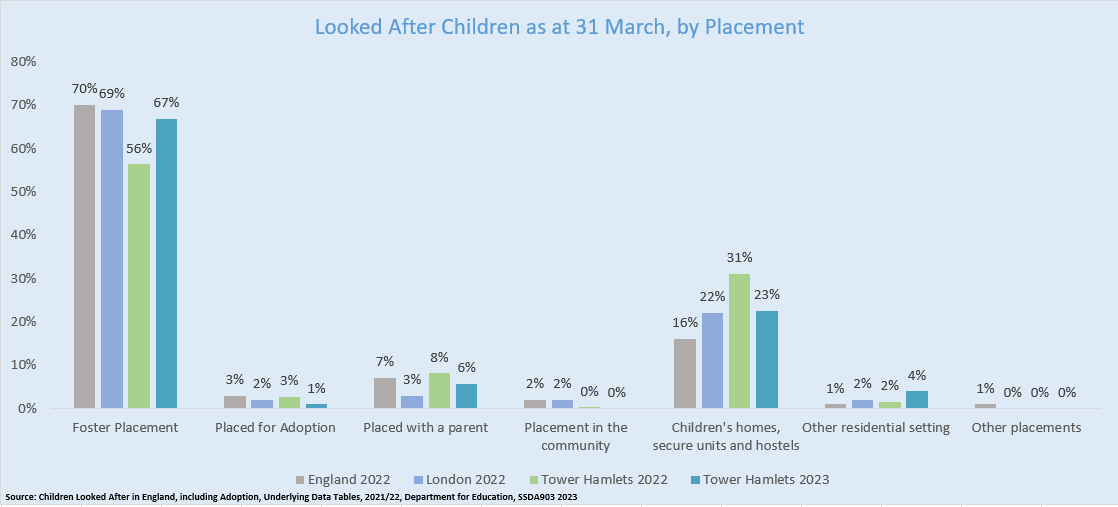 Looked After Children as at 31 March, by Placement
80%
70%
60%
50%
40%
30%
20%
10%
0%
70% 69% 56% 67%
3% 2% 3% 1%
7% 3% 8% 6%
2% 2% 0% 0%
16% 22% 31% 23%
1% 2% 2% 4%
1% 0% 0% 0%
Foster Placement
Placed for Adoption
Placed with a parent
Placement in the
community
Children's homes,
secure units and hostels
Other residential setting
Other placements
England 2022 London 2022 Tower Hamlets 2022 Tower Hamlets 2023
Source: Children Looked After in England, including Adoption, Underlying Data Tables, 2021/22, Department for Education, SSDA903 2023